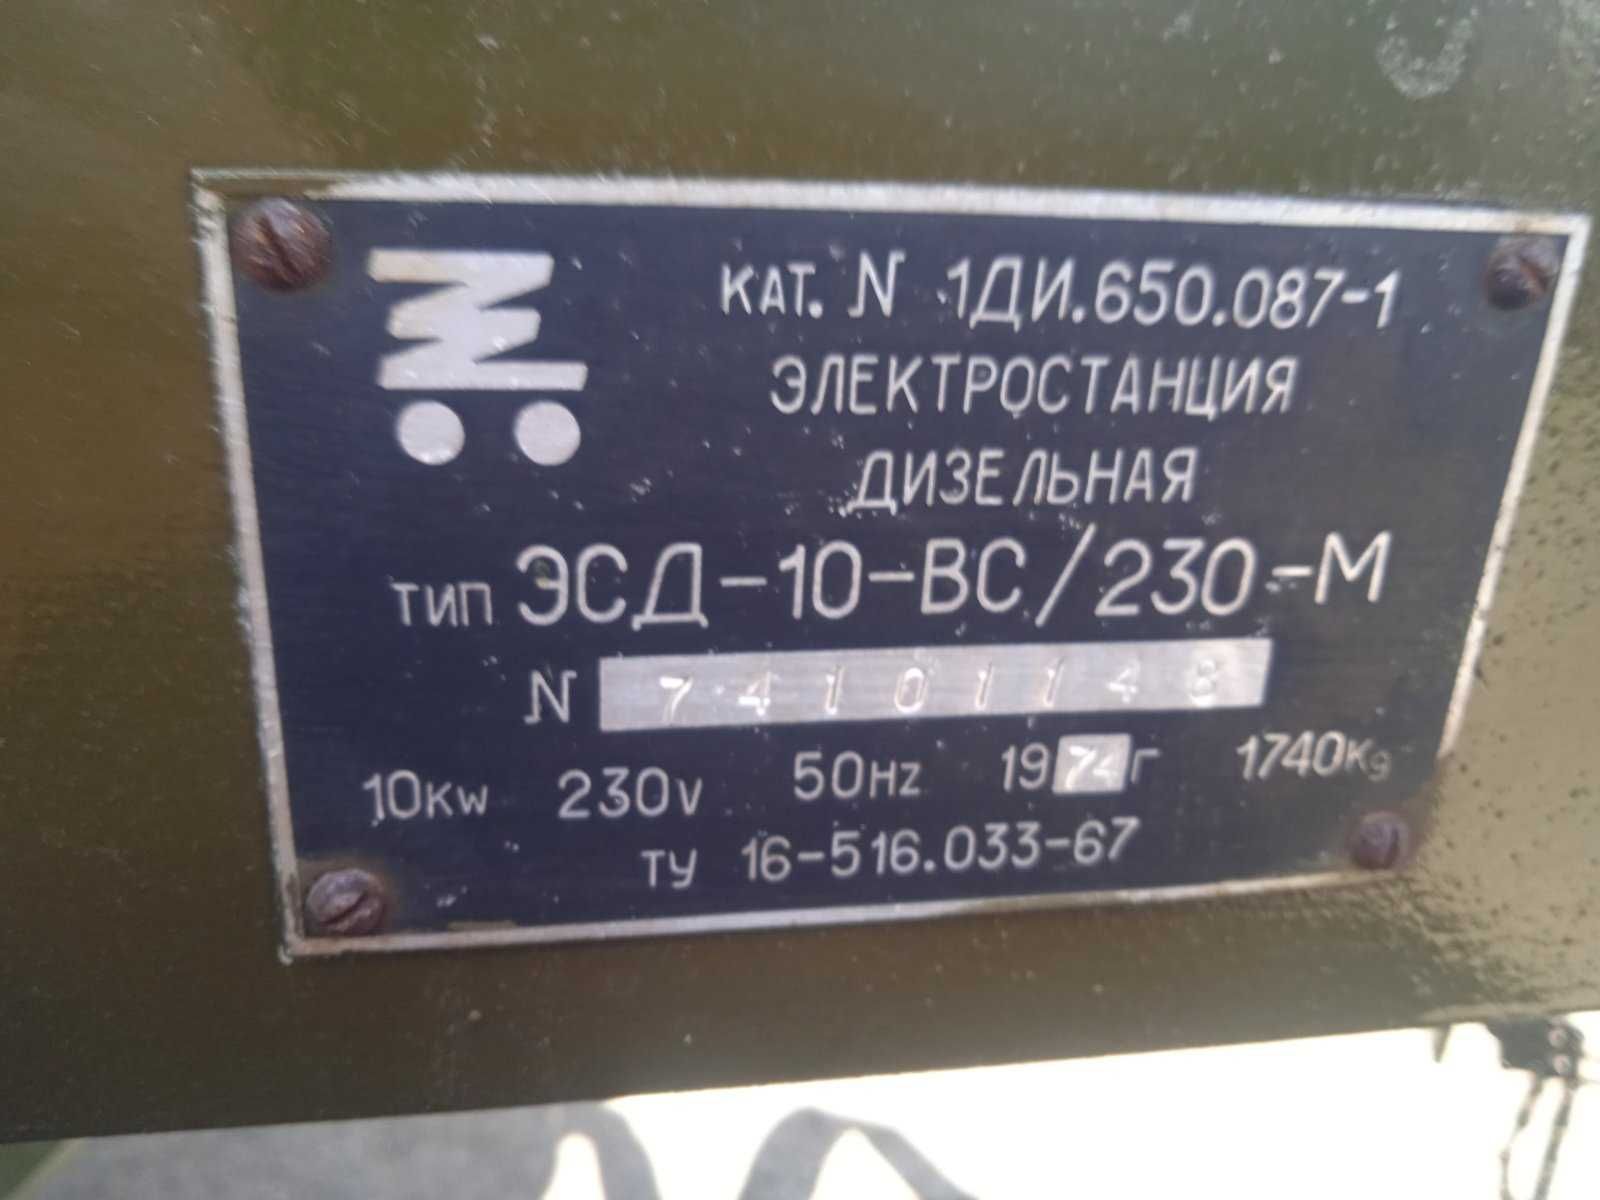 КАТ. N 1ДИ.650.087-1
ЭЛЕКТРОСТАНЦИЯ
ДИЗЕЛЬНАЯ
ТИП ЭСД-10-ВС/230-М
N 74101148
10KW 230V 50HZ 1974Г 1740Kg
ТУ 16-516.033-67